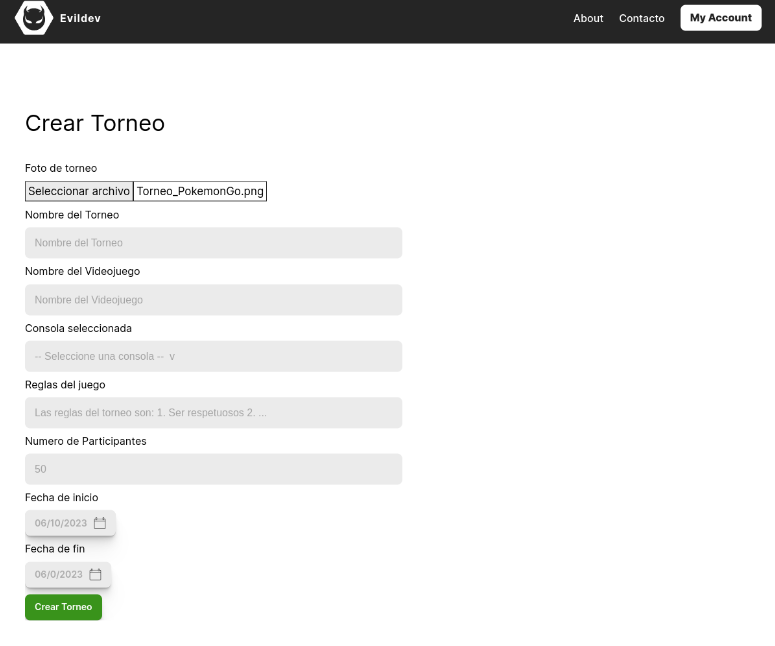 Evildev About Contacto My Account
Crear Torneo
Foto de torneo
Seleccionar archivo Torneo_PokemonGo.png
Nombre del Torneo
Nombre del Torneo
Nombre del Videojuego
Nombre del Videojuego
Consola seleccionada
-- Seleccione una consola -- v
Reglas del juego
Las reglas del torneo son: 1. Ser respetuosos 2. ...
Numero de Participantes
50
Fecha de inicio
06/10/2023
Fecha de fin
06/0/2023
Crear Torneo